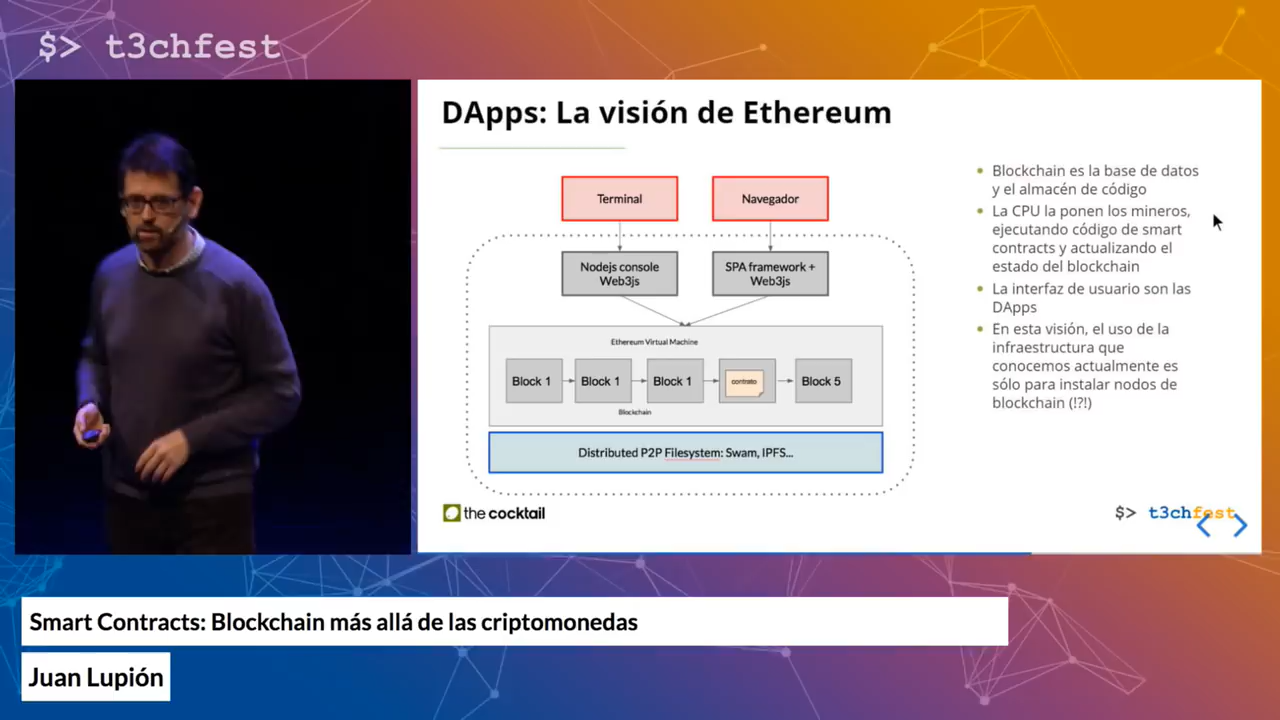 $> t3chfest
DApps: La visión de Ethereum
Terminal
Navegador
Nodejs console
Web3js
SPA framework +
Web3js
Ethereum Virtual Machine
Block 1
Block 1
Block 1
contrato
Block 5
Blockchain
Distributed P2P Filesystem: Swam, IPFS...
Blockchain es la base de datos
y el almacén de código
La CPU la ponen los mineros,
ejecutando código de smart
contracts y actualizando el
estado del blockchain
La interfaz de usuario son las
DApps
En esta visión, el uso de la
infraestructura que
conocemos actualmente es
sólo para instalar nodos de
blockchain (!?!)
the cocktail
$> t3chfest
Smart Contracts: Blockchain más allá de las criptomonedas
Juan Lupión